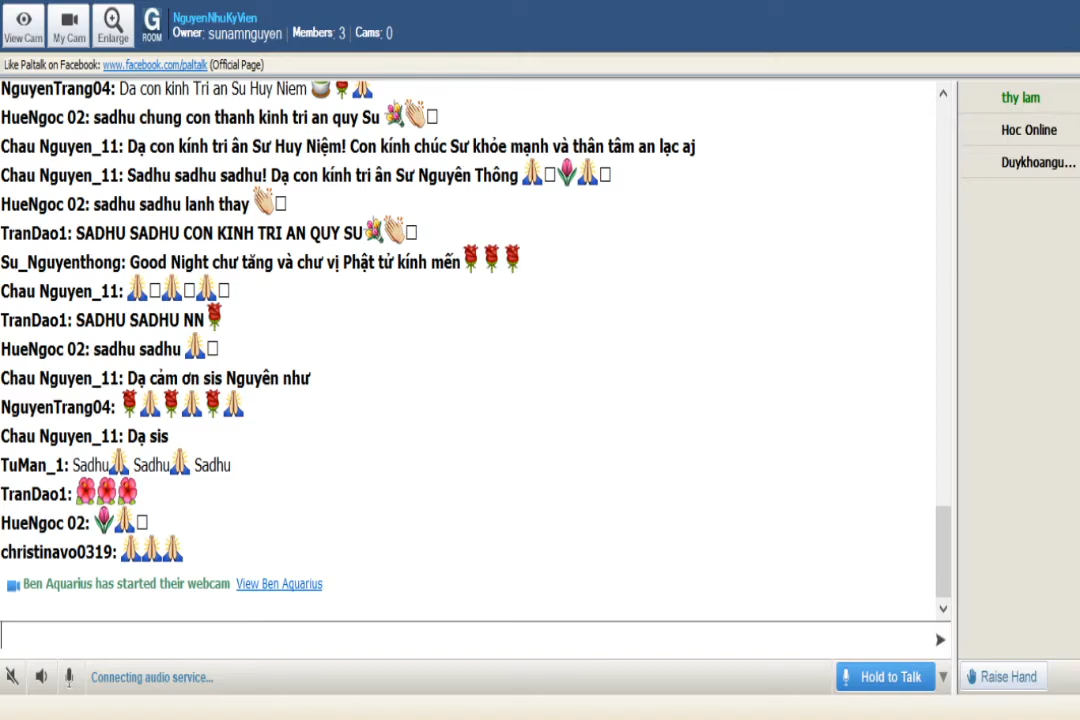 View Cam
My Cam
Enlarge
G
ROOM
NguyenNhuKyVien
Owner: sunamnguyen | Members: 3 | Cams: 0
Like Paltalk on Facebook: www.facebook.com/paltalk (Official Page)
NguyenTrang04: Da con kinh Tri an Su Huy Niem 🍚🌹🙏
HueNgoc 02: sadhu chung con thanh kinh tri an quy Su 💐👏□
Chau Nguyen_11: Dạ con kính tri ân Sư Huy Niệm! Con kính chúc Sư khỏe mạnh và thân tâm an lạc aj
Chau Nguyen_11: Sadhu sadhu sadhu! Dạ con kính tri ân Sư Nguyên Thông 🙏□🌷🙏□
HueNgoc 02: sadhu sadhu lanh thay 👏□
TranDao1: SADHU SADHU CON KINH TRI AN QUY SU💐👏□
Su_Nguyenthong: Good Night chư tăng và chư vị Phật tử kính mến🌹🌹🌹
Chau Nguyen_11: 🙏□🙏□🙏□
TranDao1: SADHU SADHU NN🌹
HueNgoc 02: sadhu sadhu 🙏□
Chau Nguyen_11: Dạ cảm ơn sis Nguyên như
NguyenTrang04: 🌹🙏🌹🙏🌹🙏
Chau Nguyen_11: Dạ sis
TuMan_1: Sadhu🙏 Sadhu🙏 Sadhu
TranDao1: 🌺🌺🌺
HueNgoc 02: 🌷🙏□
christinavo0319: 🙏🙏🙏
Ben Aquarius has started their webcam View Ben Aquarius
thy lam
Hoc Online
Duykhoangu...
Connecting audio service...
Hold to Talk
Raise Hand